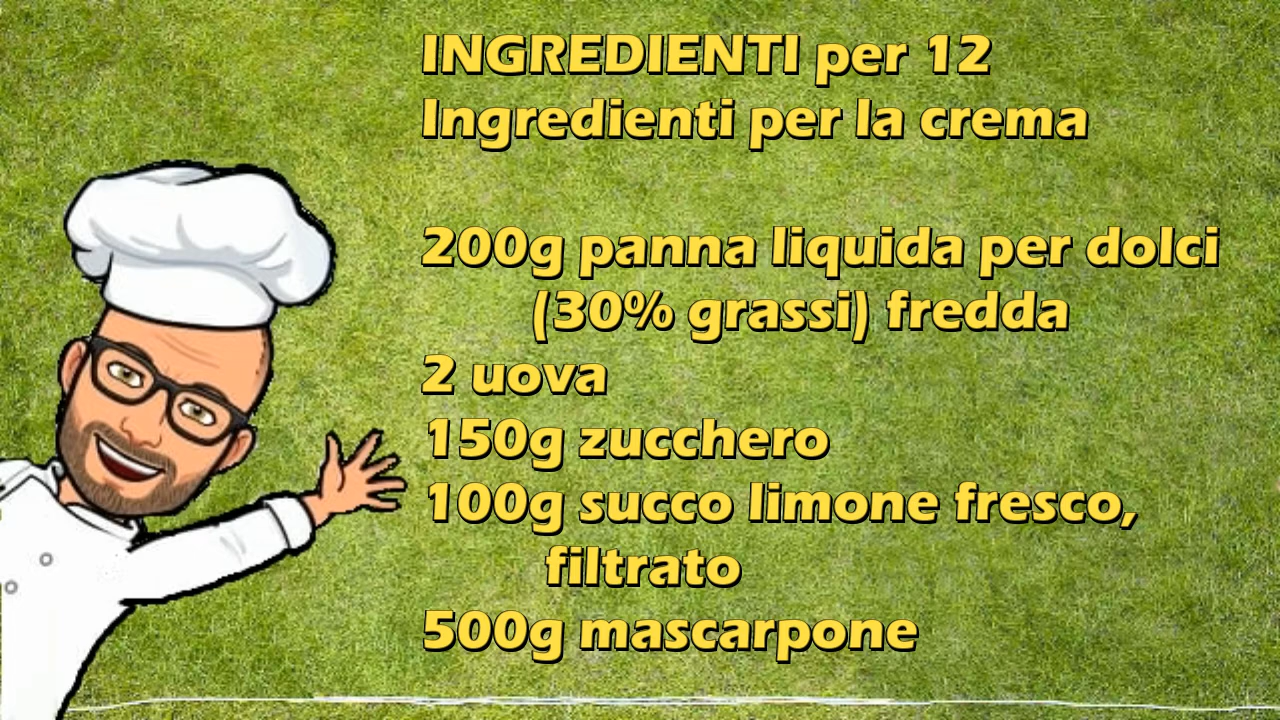 INGREDIENTI per 12
Ingredienti per la crema
200g panna liquida per dolci
(30% grassi) fredda
2 uova
150g zucchero
100g succo limone fresco,
filtrato
500g mascarpone